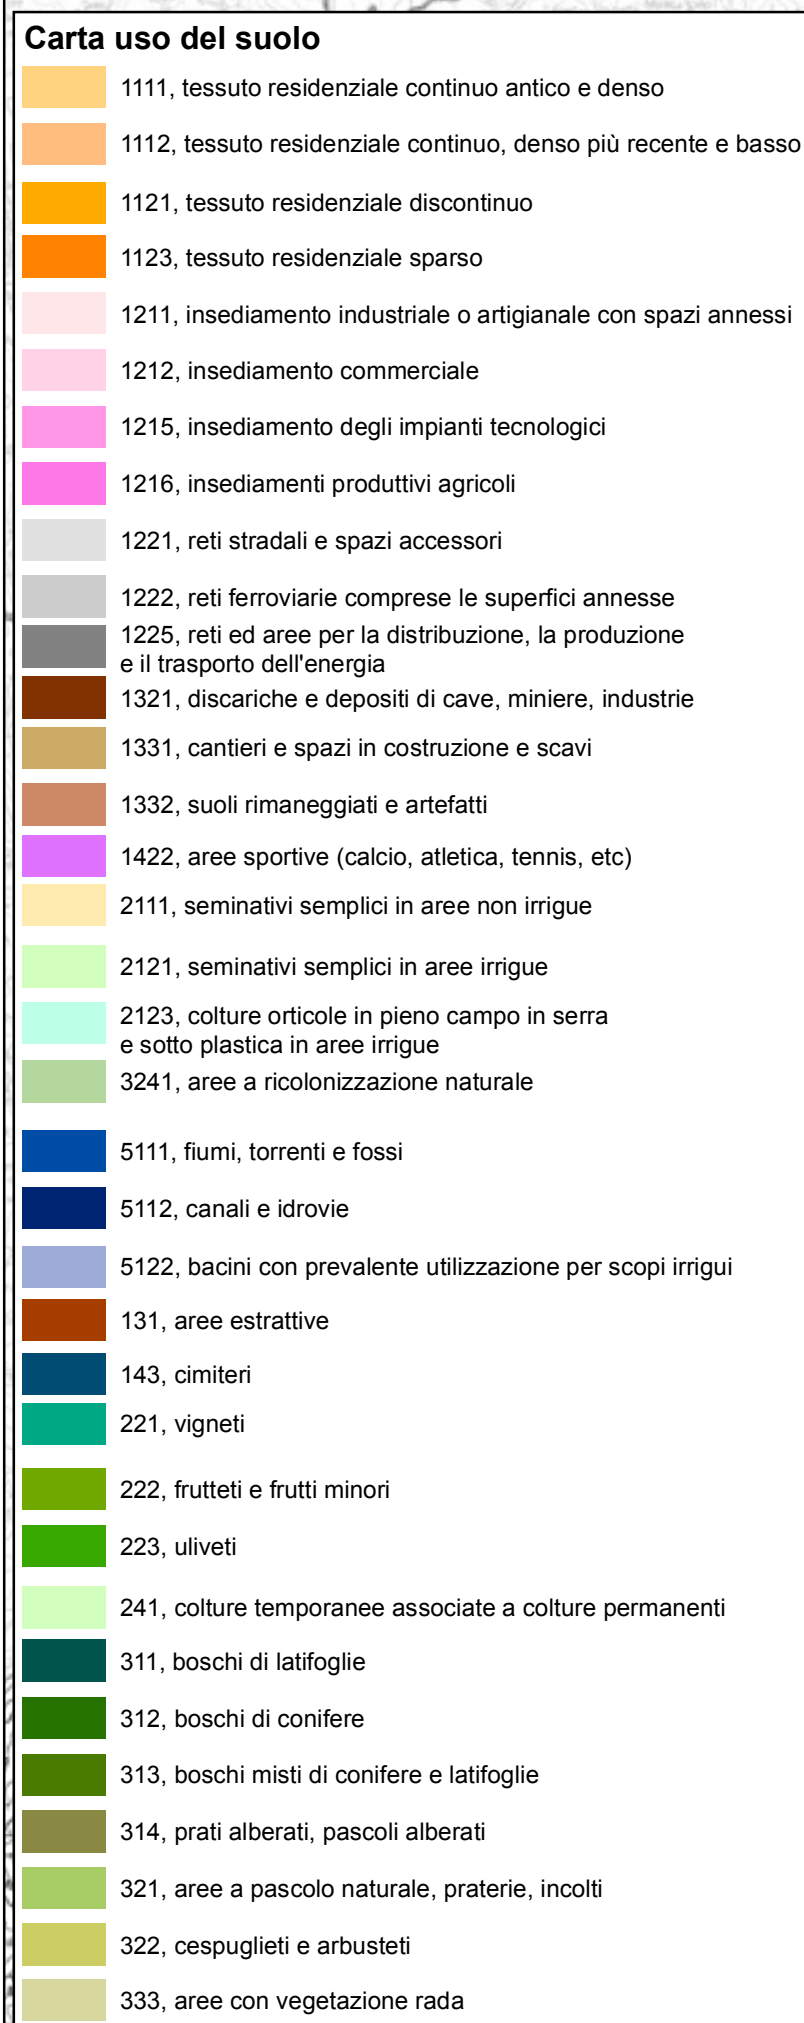 Carta uso del suolo
1111, tessuto residenziale continuo antico e denso
1112, tessuto residenziale continuo, denso più recente e basso
1121, tessuto residenziale discontinuo
1123, tessuto residenziale sparso
1211, insediamento industriale o artigianale con spazi annessi
1212, insediamento commerciale
1215, insediamento degli impianti tecnologici
1216, insediamenti produttivi agricoli
1221, reti stradali e spazi accessori
1222, reti ferroviarie comprese le superfici annesse
1225, reti ed aree per la distribuzione, la produzione
e il trasporto dell'energia
1321, discariche e depositi di cave, miniere, industrie
1331, cantieri e spazi in costruzione e scavi
1332, suoli rimaneggiati e artefatti
1422, aree sportive (calcio, atletica, tennis, etc)
2111, seminativi semplici in aree non irrigue
2121, seminativi semplici in aree irrigue
2123, colture orticole in pieno campo in serra
e sotto plastica in aree irrigue
3241, aree a ricolonizzazione naturale
5111, fiumi, torrenti e fossi
5112, canali e idrovie
5122, bacini con prevalente utilizzazione per scopi irrigui
131, aree estrattive
143, cimiteri
221, vigneti
222, frutteti e frutti minori
223, uliveti
241, colture temporanee associate a colture permanenti
311, boschi di latifoglie
312, boschi di conifere
313, boschi misti di conifere e latifoglie
314, prati alberati, pascoli alberati
321, aree a pascolo naturale, praterie, incolti
322, cespuglieti e arbusteti
333, aree con vegetazione rada